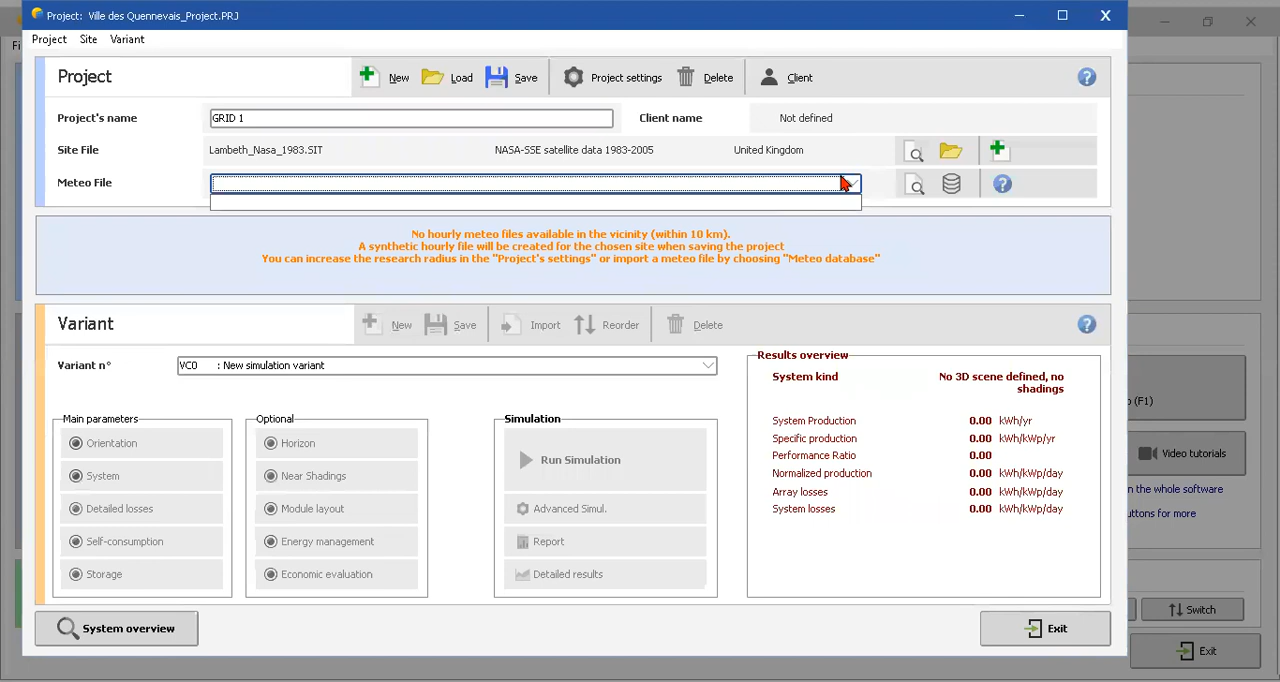 Project: Ville des Quennevais_Project.PRJ
Project Site Variant
Project
New Load Save Project settings Delete Client
Project's name GRID 1 Client name Not defined
Site File Lambeth_Nasa_1983.SIT NASA-SSE satellite data 1983-2005 United Kingdom
Meteo File
No hourly meteo files available in the vicinity (within 10 km).
A synthetic hourly file will be created for the chosen site when saving the project
You can increase the research radius in the "Project's settings" or import a meteo file by choosing "Meteo database"
Variant
New Save Import Reorder Delete
Variant n° VC0 : New simulation variant
Main parameters
Orientation
System
Detailed losses
Self-consumption
Storage
Optional
Horizon
Near Shadings
Module layout
Energy management
Economic evaluation
Simulation
Run Simulation
Advanced Simul.
Report
Detailed results
Results overview
System kind No 3D scene defined, no
shadings
System Production 0.00 kWh/yr
Specific production 0.00 kWh/kWp/yr
Performance Ratio 0.00
Normalized production 0.00 kWh/kWp/day
Array losses 0.00 kWh/kWp/day
System losses 0.00 kWh/kWp/day
System overview
Exit
(F1)
Video tutorials
n the whole software
uttons for more
Switch
Exit